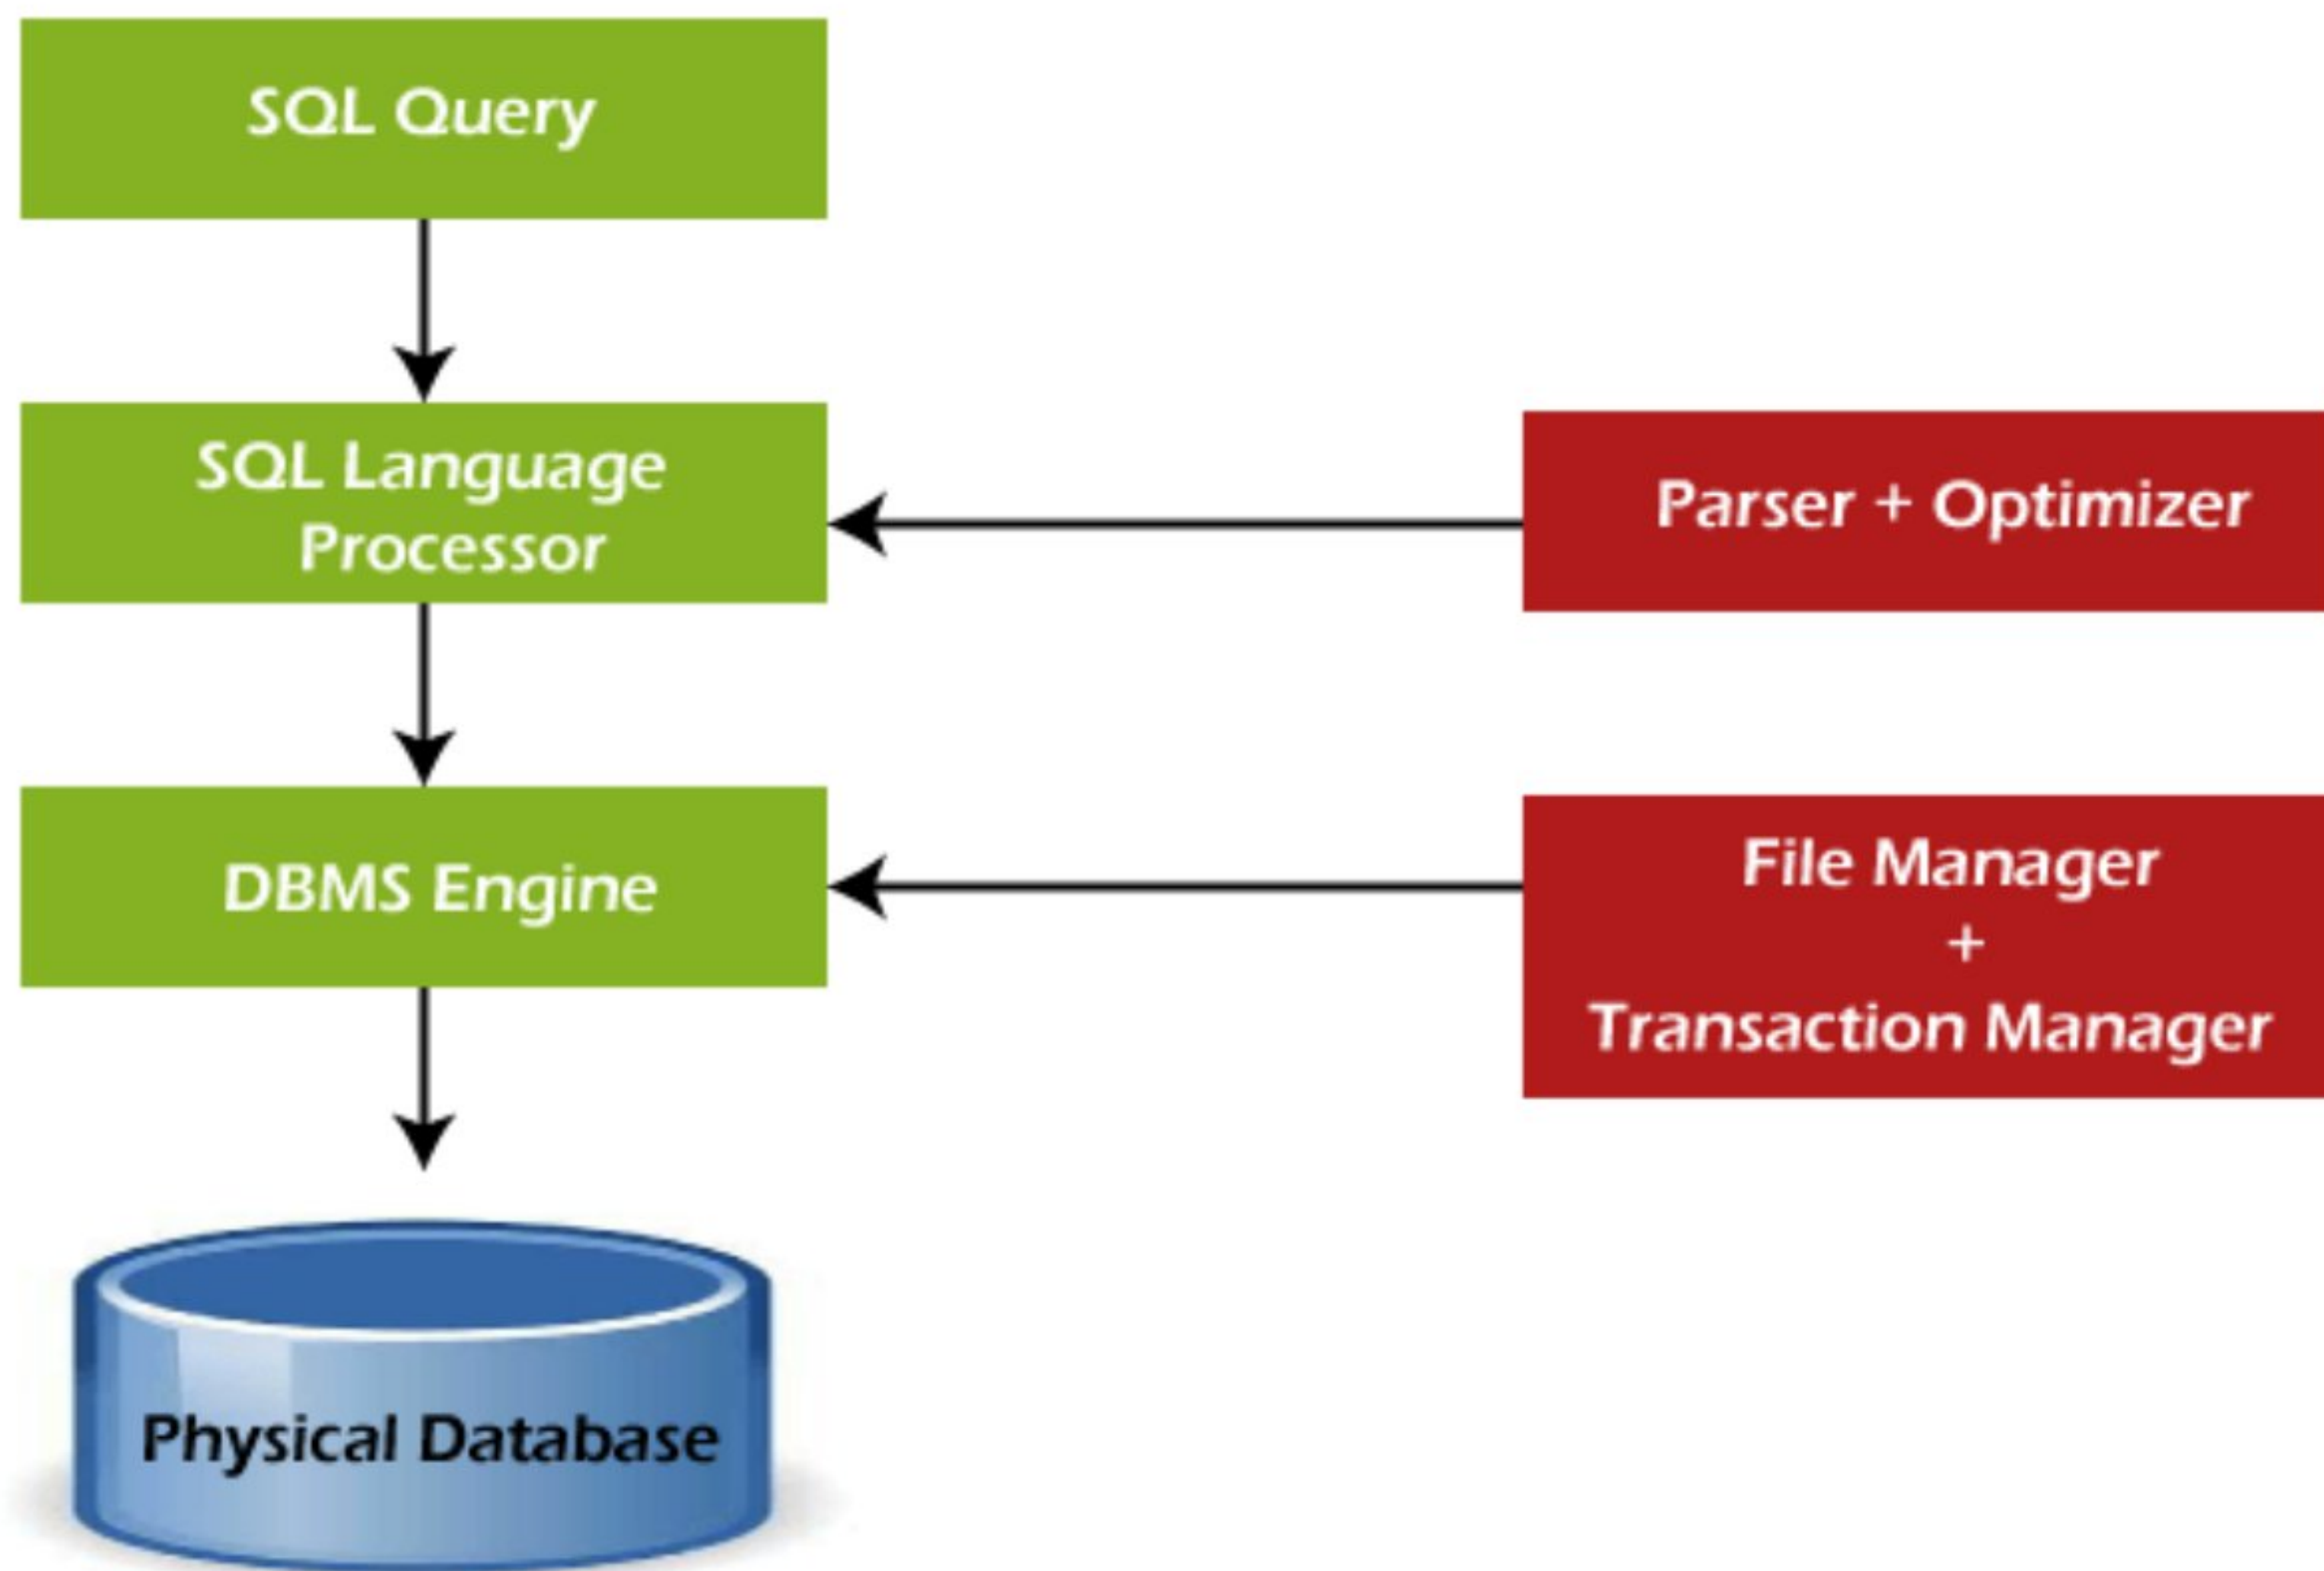 SQL Query
SQL Language
Processor
Parser + Optimizer
DBMS Engine
File Manager
+
Transaction Manager
Physical Database